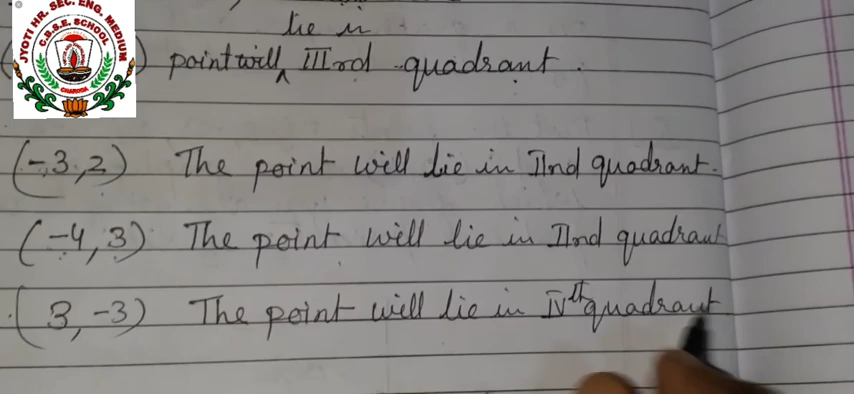 JYOTI HR. SEC. ENG. MEDIUM
C.B.S.E. SCHOOL
lie in
) point will ^ IIIrd quadrant.
(-3,2) The point will lie in IInd quadrant.
(-4,3) The point will lie in IInd quadrant
(3,-3) The point will lie in IVth quadrant